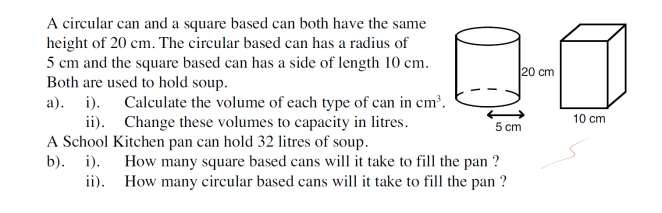 A circular can and a square based can both have the same
height of 20 cm. The circular based can has a radius of
5 cm and the square based can has a side of length 10 cm.
Both are used to hold soup.
a). i). Calculate the volume of each type of can in cm³.
ii). Change these volumes to capacity in litres.
A School Kitchen pan can hold 32 litres of soup.
b). i). How many square based cans will it take to fill the pan ?
ii). How many circular based cans will it take to fill the pan ?
20 cm
5 cm
10 cm